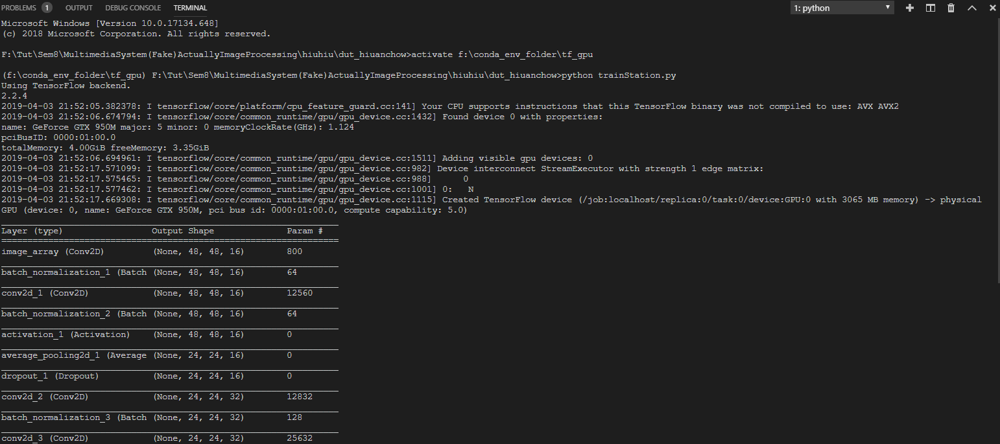 PROBLEMS 1 OUTPUT DEBUG CONSOLE TERMINAL 1: python
Microsoft Windows [Version 10.0.17134.648]
(c) 2018 Microsoft Corporation. All rights reserved.
F:\Tut\Sem8\MultimediaSystem(Fake)ActuallyImageProcessing\hiuhiu\dut_hiuanchow>activate f:\conda_env_folder\tf_gpu
(f:\conda_env_folder\tf_gpu) F:\Tut\Sem8\MultimediaSystem(Fake)ActuallyImageProcessing\hiuhiu\dut_hiuanchow>python trainStation.py
Using TensorFlow backend.
2.2.4
2019-04-03 21:52:05.382378: I tensorflow/core/platform/cpu_feature_guard.cc:141] Your CPU supports instructions that this TensorFlow binary was not compiled to use: AVX AVX2
2019-04-03 21:52:06.674794: I tensorflow/core/common_runtime/gpu/gpu_device.cc:1432] Found device 0 with properties:
name: GeForce GTX 950M major: 5 minor: 0 memoryClockRate(GHz): 1.124
pciBusID: 0000:01:00.0
totalMemory: 4.00GiB freeMemory: 3.35GiB
2019-04-03 21:52:06.694961: I tensorflow/core/common_runtime/gpu/gpu_device.cc:1511] Adding visible gpu devices: 0
2019-04-03 21:52:17.571099: I tensorflow/core/common_runtime/gpu/gpu_device.cc:982] Device interconnect StreamExecutor with strength 1 edge matrix:
2019-04-03 21:52:17.575465: I tensorflow/core/common_runtime/gpu/gpu_device.cc:988]      0
2019-04-03 21:52:17.577462: I tensorflow/core/common_runtime/gpu/gpu_device.cc:1001] 0:   N
2019-04-03 21:52:17.669308: I tensorflow/core/common_runtime/gpu/gpu_device.cc:1115] Created TensorFlow device (/job:localhost/replica:0/task:0/device:GPU:0 with 3065 MB memory) -> physical
GPU (device: 0, name: GeForce GTX 950M, pci bus id: 0000:01:00.0, compute capability: 5.0)
_________________________________________________________________
Layer (type)                 Output Shape              Param #
=================================================================
image_array (Conv2D)         (None, 48, 48, 16)        800
_________________________________________________________________
batch_normalization_1 (Batch (None, 48, 48, 16)        64
_________________________________________________________________
conv2d_1 (Conv2D)            (None, 48, 48, 16)        12560
_________________________________________________________________
batch_normalization_2 (Batch (None, 48, 48, 16)        64
_________________________________________________________________
activation_1 (Activation)    (None, 48, 48, 16)        0
_________________________________________________________________
average_pooling2d_1 (Average (None, 24, 24, 16)        0
_________________________________________________________________
dropout_1 (Dropout)          (None, 24, 24, 16)        0
_________________________________________________________________
conv2d_2 (Conv2D)            (None, 24, 24, 32)        12832
_________________________________________________________________
batch_normalization_3 (Batch (None, 24, 24, 32)        128
_________________________________________________________________
conv2d_3 (Conv2D)            (None, 24, 24, 32)        25632